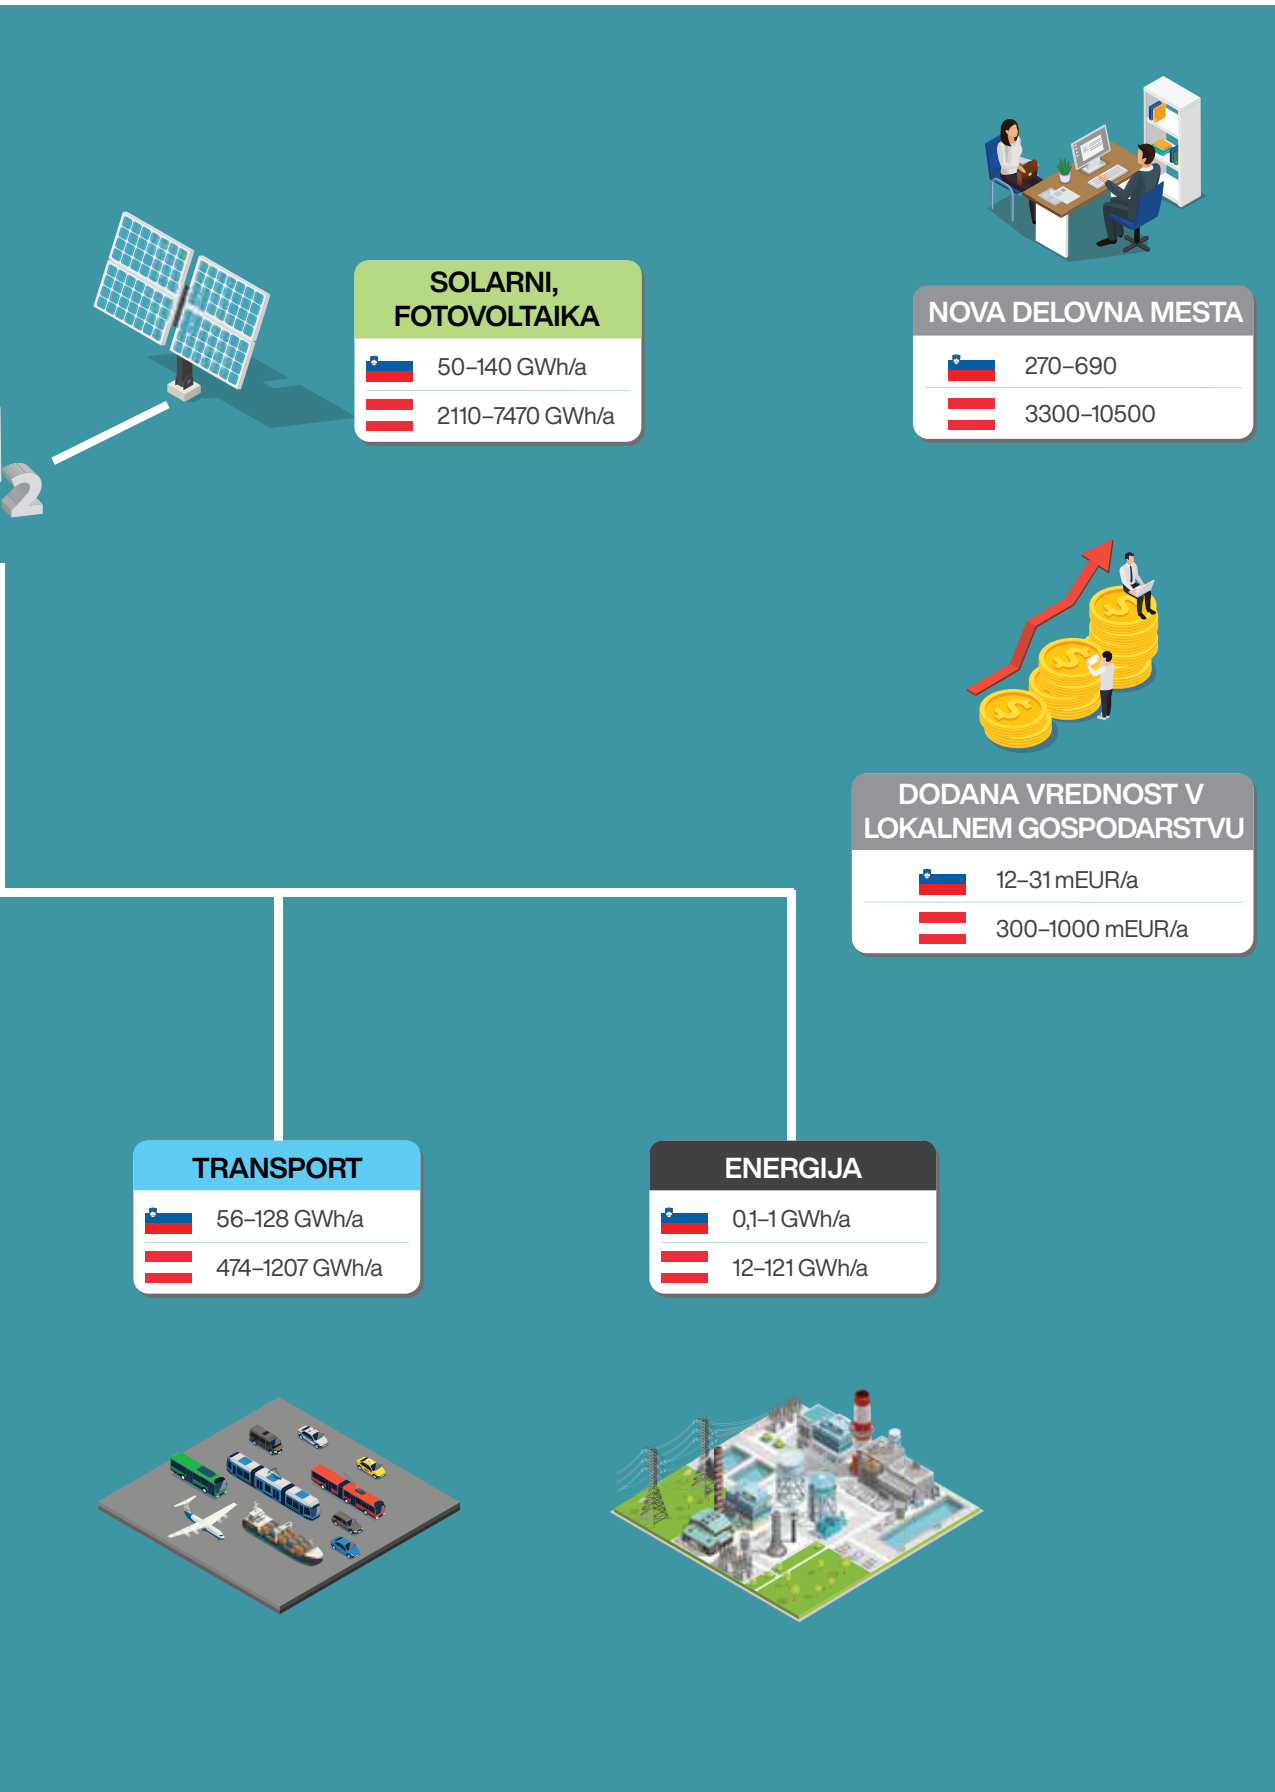 SOLARNI,
FOTOVOLTAIKA
50–140 GWh/a
2110–7470 GWh/a
NOVA DELOVNA MESTA
270–690
3300–10500
2
DODANA VREDNOST V
LOKALNEM GOSPODARSTVU
12–31 mEUR/a
300–1000 mEUR/a
TRANSPORT
56–128 GWh/a
474–1207 GWh/a
ENERGIJA
0,1–1 GWh/a
12–121 GWh/a